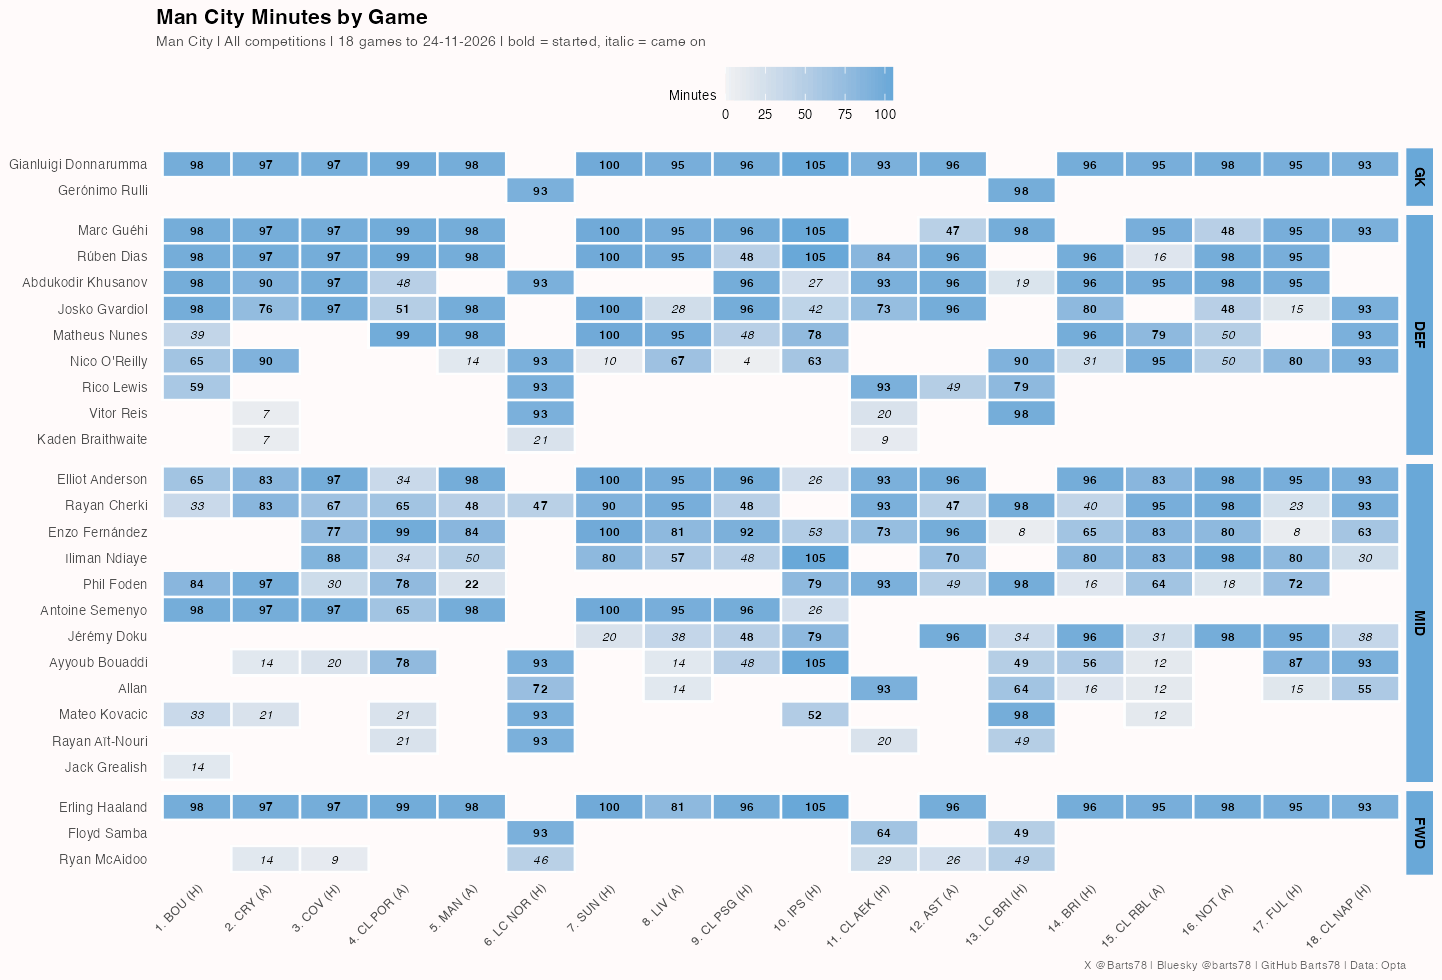 Man City Minutes by Game
Man City | All competitions | 18 games to 24-11-2026 | bold = started, italic = came on
Minutes
0 25 50 75 100
Gianluigi Donnarumma 98 97 97 99 98 100 95 96 105 93 96 96 95 98 95 93
Gerónimo Rulli 93 98
GK
Marc Guéhi 98 97 97 99 98 100 95 96 105 47 98 95 48 95 93
Rúben Dias 98 97 97 99 98 100 95 48 105 84 96 96 16 98 95
Abdukodir Khusanov 98 90 97 48 93 96 27 93 96 19 96 95 98 95
Josko Gvardiol 98 76 97 51 98 100 28 96 42 73 96 80 48 15 93
Matheus Nunes 39 99 98 100 95 48 78 96 79 50 93
Nico O'Reilly 65 90 14 93 10 67 4 63 90 31 95 50 80 93
Rico Lewis 59 93 93 49 79
Vitor Reis 7 93 20 98
Kaden Braithwaite 7 21 9
DEF
Elliot Anderson 65 83 97 34 98 100 95 96 26 93 96 96 83 98 95 93
Rayan Cherki 33 83 67 65 48 47 90 95 48 93 47 98 40 95 98 23 93
Enzo Fernández 77 99 84 100 81 92 53 73 96 8 65 83 80 8 63
Iliman Ndiaye 88 34 50 80 57 48 105 70 80 83 98 80 30
Phil Foden 84 97 30 78 22 79 93 49 98 16 64 18 72
Antoine Semenyo 98 97 97 65 98 100 95 96 26
Jérémy Doku 20 38 48 79 96 34 96 31 98 95 38
Ayyoub Bouaddi 14 20 78 93 14 48 105 49 56 12 87 93
Allan 72 14 93 64 16 12 15 55
Mateo Kovacic 33 21 21 93 52 98 12
Rayan Aït-Nouri 21 93 20 49
Jack Grealish 14
MID
Erling Haaland 98 97 97 99 98 100 81 96 105 96 96 95 98 95 93
Floyd Samba 93 64 49
Ryan McAidoo 14 9 46 29 26 49
FWD
1. BOU (H)
2. CRY (A)
3. COV (H)
4. CL POR (A)
5. MAN (A)
6. LC NOR (H)
7. SUN (H)
8. LIV (A)
9. CL PSG (H)
10. IPS (H)
11. CL AEK (H)
12. AST (A)
13. LC BRI (H)
14. BRI (H)
15. CL RBL (A)
16. NOT (A)
17. FUL (H)
18. CL NAP (H)
X @Barts78 | Bluesky @barts78 | GitHub Barts78 | Data: Opta